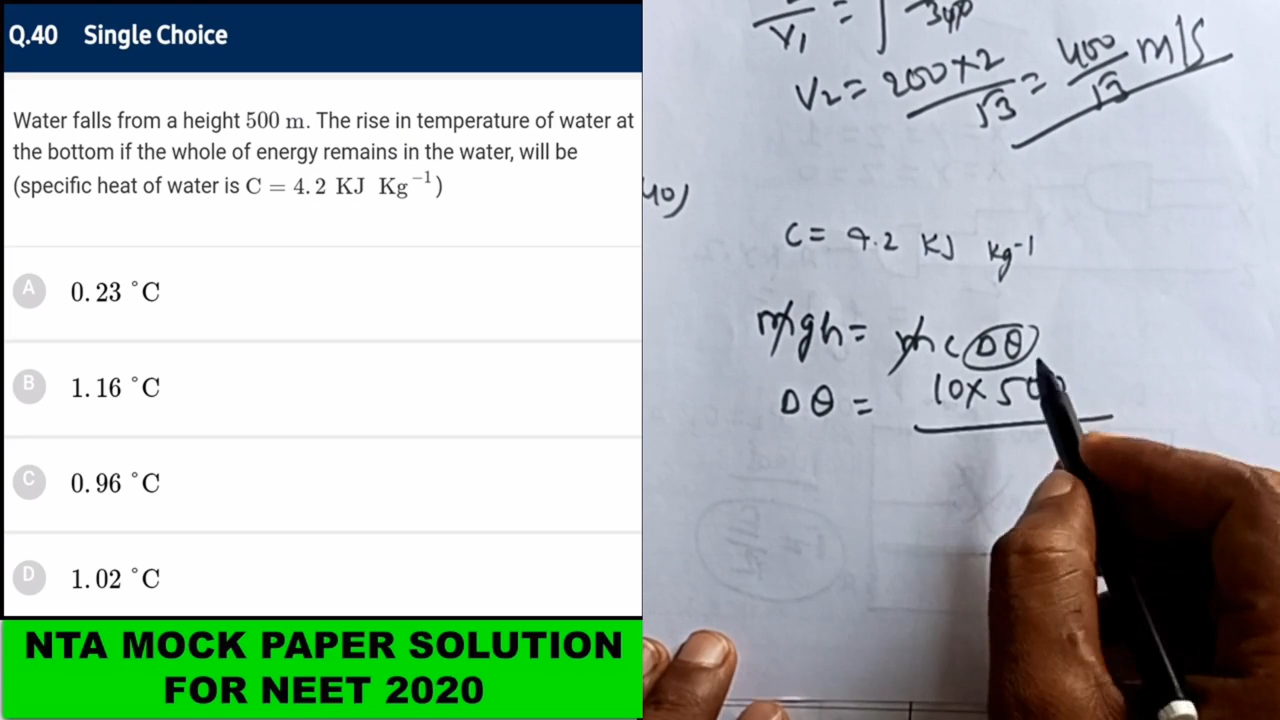 Q.40 Single Choice
Water falls from a height 500 m. The rise in temperature of water at
the bottom if the whole of energy remains in the water, will be
(specific heat of water is C = 4.2 KJ Kg⁻¹)
A 0.23 °C
B 1.16 °C
C 0.96 °C
D 1.02 °C
NTA MOCK PAPER SOLUTION
FOR NEET 2020
V₂ = 200×2/√3 = 400/√3 m/s
40)
C = 4.2 KJ kg⁻¹
mgh = mc Δθ
Δθ = 10×500